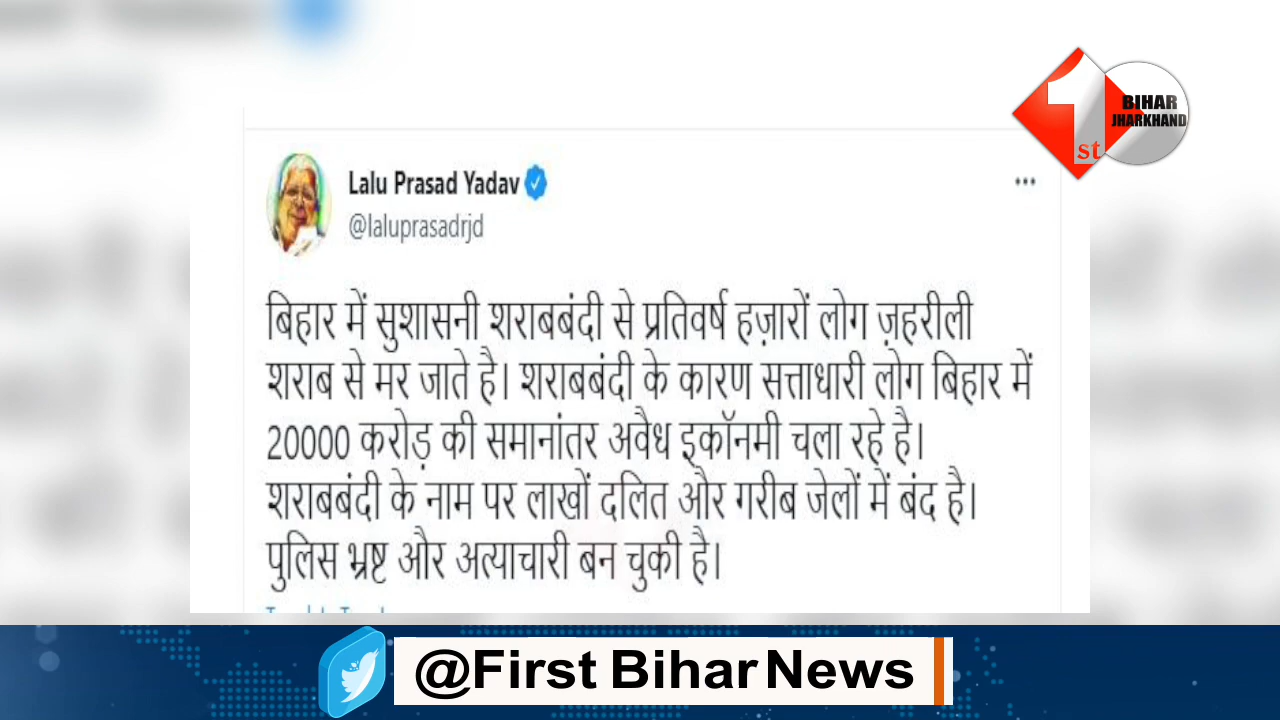 1st
BIHAR
JHARKHAND
Lalu Prasad Yadav
@laluprasadrjd
बिहार में सुशासनी शराबबंदी से प्रतिवर्ष हज़ारों लोग ज़हरीली
शराब से मर जाते है। शराबबंदी के कारण सत्ताधारी लोग बिहार में
20000 करोड़ की समानांतर अवैध इकॉनमी चला रहे है।
शराबबंदी के नाम पर लाखों दलित और गरीब जेलों में बंद है।
पुलिस भ्रष्ट और अत्याचारी बन चुकी है।
@First Bihar News